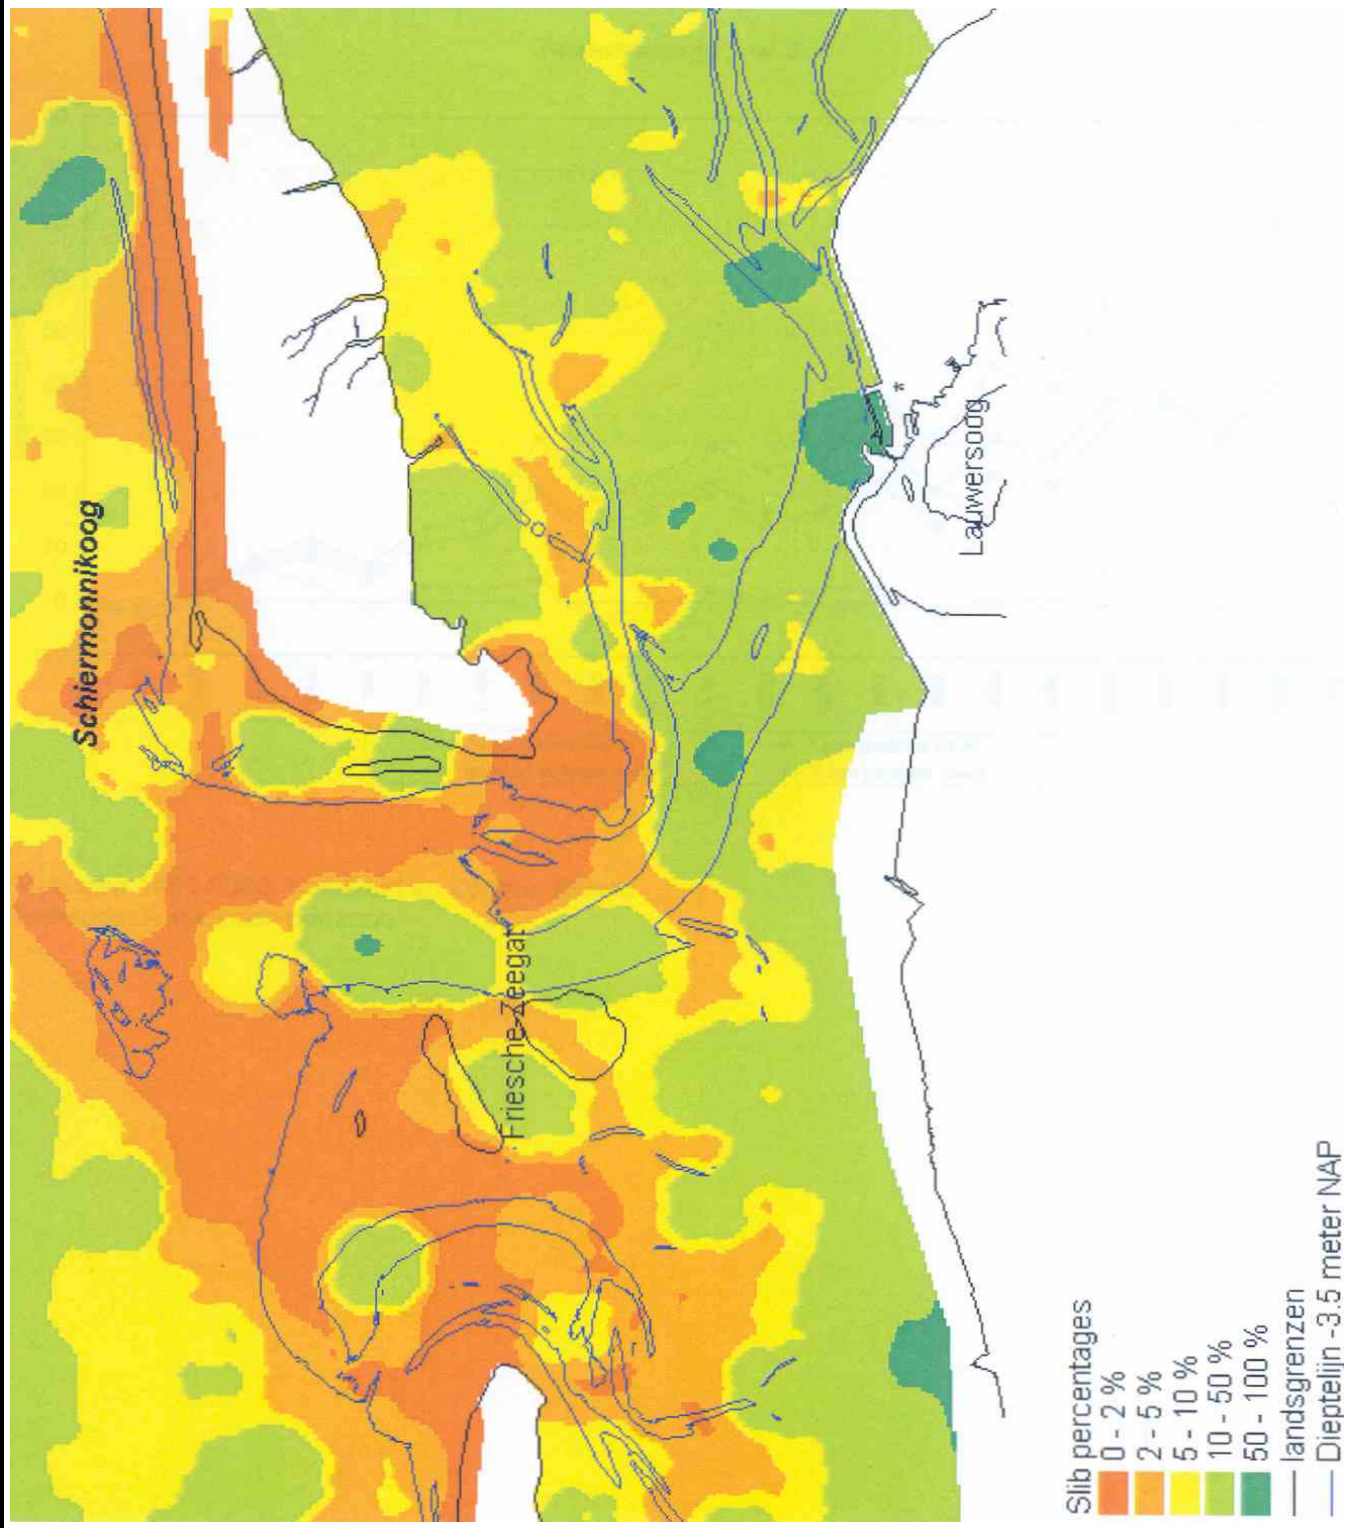 Schiermonnikoog
Friesche Zeegat
*
Lauwersoog
Slib percentages
0 - 2 %
2 - 5 %
5 - 10 %
10 - 50 %
50 - 100 %
landsgrenzen
Dieptelijn -3.5 meter NAP